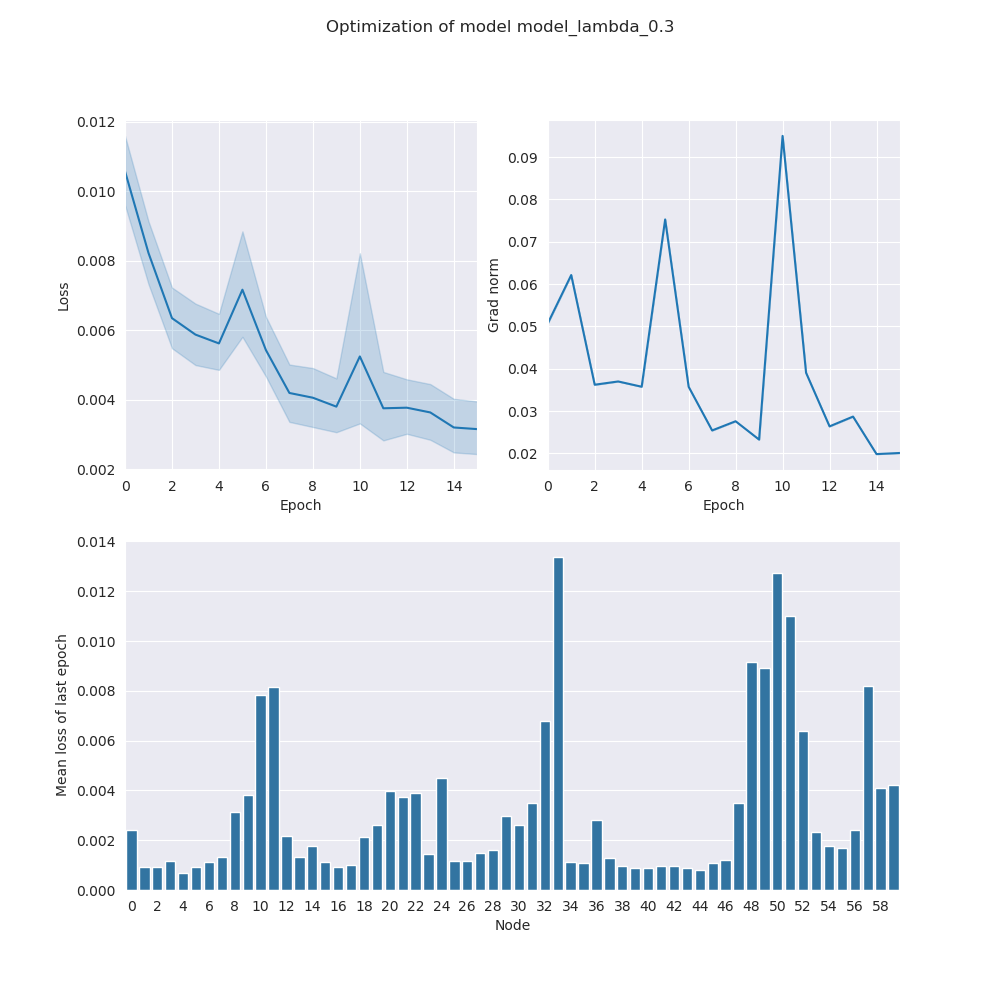 Optimization of model model_lambda_0.3
0.012
0.010
0.008
0.006
0.004
0.002
Loss
0 2 4 6 8 10 12 14
Epoch
0.09
0.08
0.07
0.06
0.05
0.04
0.03
0.02
Grad norm
0 2 4 6 8 10 12 14
Epoch
0.014
0.012
0.010
0.008
0.006
0.004
0.002
0.000
Mean loss of last epoch
0 2 4 6 8 10 12 14 16 18 20 22 24 26 28 30 32 34 36 38 40 42 44 46 48 50 52 54 56 58
Node